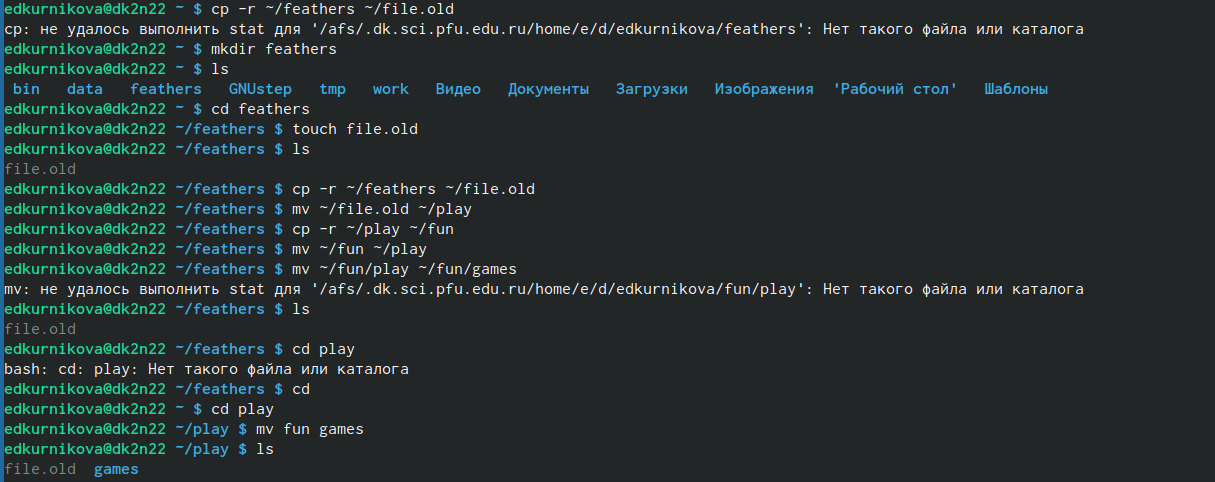 edkurnikova@dk2n22 ~ $ cp -r ~/feathers ~/file.old
cp: не удалось выполнить stat для '/afs/.dk.sci.pfu.edu.ru/home/e/d/edkurnikova/feathers': Нет такого файла или каталога
edkurnikova@dk2n22 ~ $ mkdir feathers
edkurnikova@dk2n22 ~ $ ls
bin data feathers GNUstep tmp work Видео Документы Загрузки Изображения 'Рабочий стол' Шаблоны
edkurnikova@dk2n22 ~ $ cd feathers
edkurnikova@dk2n22 ~/feathers $ touch file.old
edkurnikova@dk2n22 ~/feathers $ ls
file.old
edkurnikova@dk2n22 ~/feathers $ cp -r ~/feathers ~/file.old
edkurnikova@dk2n22 ~/feathers $ mv ~/file.old ~/play
edkurnikova@dk2n22 ~/feathers $ cp -r ~/play ~/fun
edkurnikova@dk2n22 ~/feathers $ mv ~/fun ~/play
edkurnikova@dk2n22 ~/feathers $ mv ~/fun/play ~/fun/games
mv: не удалось выполнить stat для '/afs/.dk.sci.pfu.edu.ru/home/e/d/edkurnikova/fun/play': Нет такого файла или каталога
edkurnikova@dk2n22 ~/feathers $ ls
file.old
edkurnikova@dk2n22 ~/feathers $ cd play
bash: cd: play: Нет такого файла или каталога
edkurnikova@dk2n22 ~/feathers $ cd
edkurnikova@dk2n22 ~ $ cd play
edkurnikova@dk2n22 ~/play $ mv fun games
edkurnikova@dk2n22 ~/play $ ls
file.old games